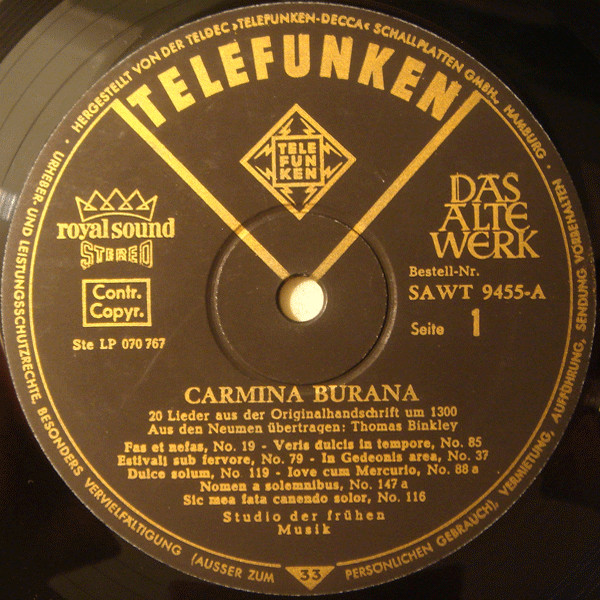 HERGESTELLT VON DER TELDEC »TELEFUNKEN-DECCA« SCHALLPLATTEN GMBH., HAMBURG •
TELEFUNKEN
TELE
FUN
KEN
royal sound
STEREO
Contr.
Copyr.
Ste LP 070 767
DAS
ALTE
WERK
Bestell-Nr.
SAWT 9455-A
Seite 1
CARMINA BURANA
20 Lieder aus der Originalhandschrift um 1300
Aus den Neumen übertragen: Thomas Binkley
Fas et nefas, No. 19 - Veris dulcis in tempore, No. 85
Estivali sub fervore, No. 79 - In Gedeonis area, No. 37
Dulce solum, No. 119 - Iove cum Mercurio, No. 88a
Nomen a solemnibus, No. 147a
Sic mea fata canendo solor, No. 116
Studio der frühen
Musik
URHEBER- UND LEISTUNGSSCHUTZRECHTE, BESONDERS VERVIELFÄLTIGUNG (AUSSER ZUM PERSÖNLICHEN GEBRAUCH), VERMIETUNG, AUFFÜHRUNG, SENDUNG VORBEHALTEN •
33